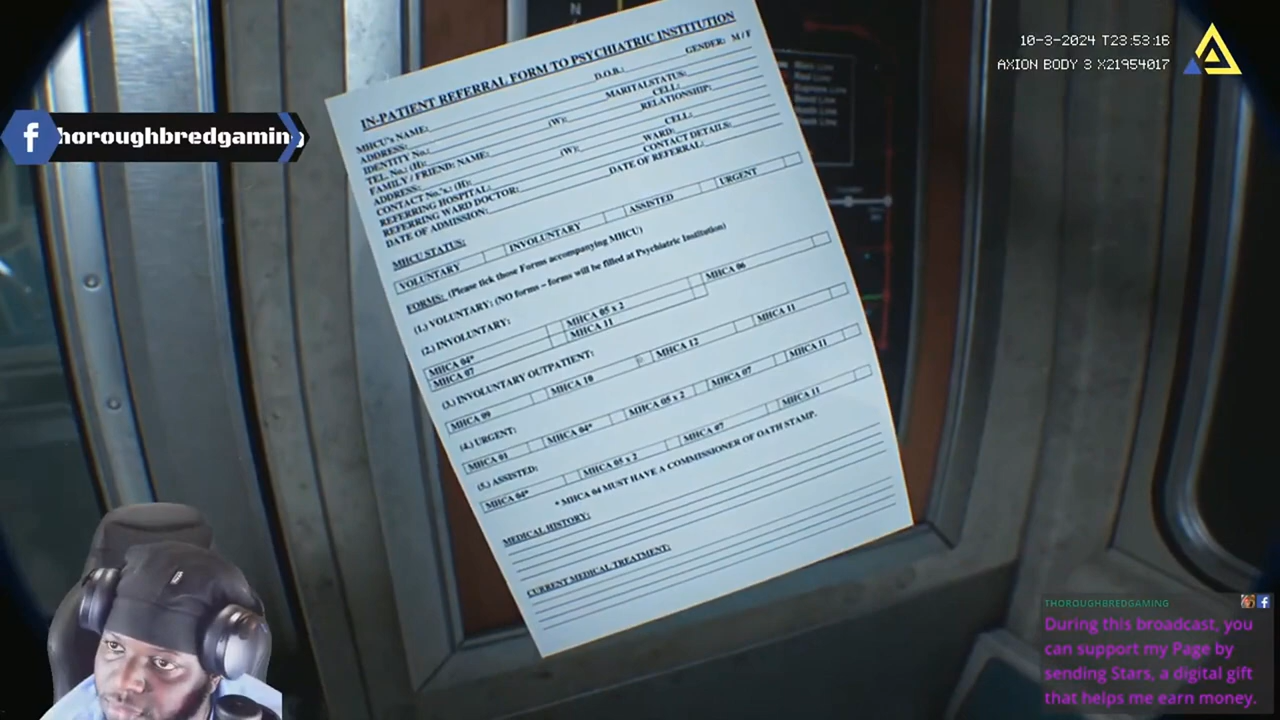 10-3-2024 T23:53:16
AXION BODY 3 X21954017
N
horoughbredgaming
IN-PATIENT REFERRAL FORM TO PSYCHIATRIC INSTITUTION
MHCU's NAME: D.O.B.: GENDER: M / F
ADDRESS: MARITALSTATUS:
IDENTITY No.:
TEL. No.: (H): (W): CELL:
FAMILY / FRIEND: NAME: RELATIONSHIP:
ADDRESS:
CONTACT No.'s.: (H): (W): CELL:
REFERRING HOSPITAL: WARD:
REFERRING WARD DOCTOR: CONTACT DETAILS:
DATE OF ADMISSION: DATE OF REFERRAL:
MHCU STATUS:
VOLUNTARY INVOLUNTARY ASSISTED URGENT
FORMS: (Please tick those Forms accompanying MHCU)
(1.) VOLUNTARY: (NO forms – forms will be filled at Psychiatric Institution)
(2.) INVOLUNTARY:
MHCA 04* MHCA 05 x 2 MHCA 06
MHCA 07 MHCA 11
(3.) INVOLUNTARY OUTPATIENT:
MHCA 09 MHCA 10 MHCA 12 MHCA 11
(4.) URGENT:
MHCA 01 MHCA 04* MHCA 05 x 2 MHCA 07 MHCA 11
(5.) ASSISTED:
MHCA 04* MHCA 05 x 2 MHCA 07 MHCA 11
* MHCA 04 MUST HAVE A COMMISSIONER OF OATH STAMP.
MEDICAL HISTORY:
CURRENT MEDICAL TREATMENT:
THOROUGHBREDGAMING
During this broadcast, you
can support my Page by
sending Stars, a digital gift
that helps me earn money.